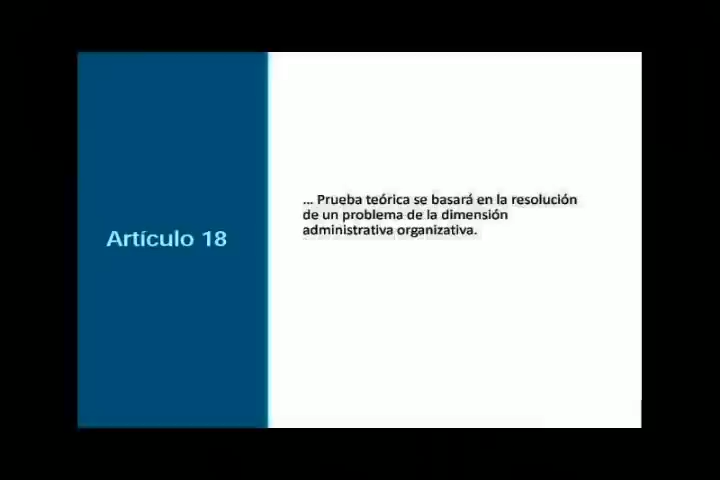 Artículo 18
... Prueba teórica se basará en la resolución
de un problema de la dimensión
administrativa organizativa.